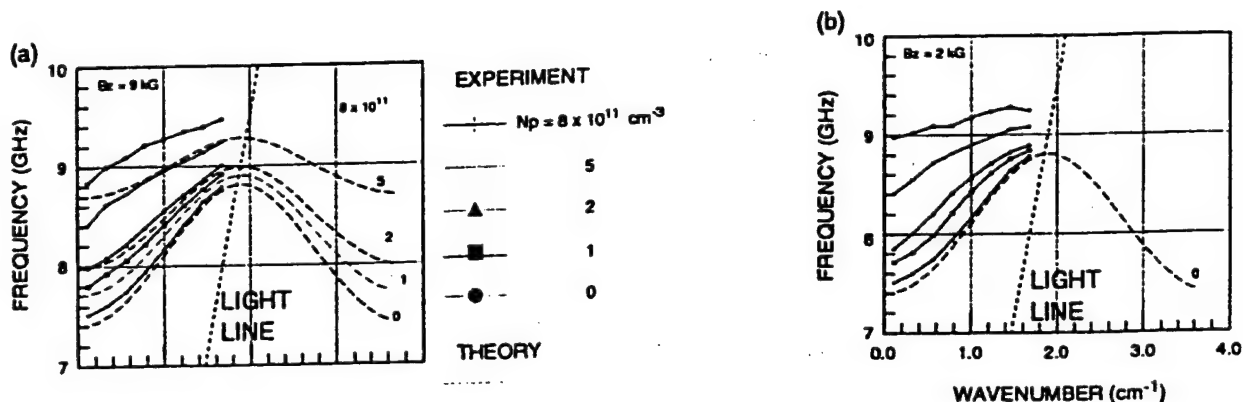 (a)
FREQUENCY (GHz)
10
9
8
7
Bz = 9 kG
8 x 10¹¹
5
2
1
0
LIGHT
LINE
EXPERIMENT
Np = 8 x 10¹¹ cm⁻³
5
2
1
0
THEORY
(b)
FREQUENCY (GHz)
10
9
8
7
Bz = 2 kG
0
LIGHT
LINE
0.0 1.0 2.0 3.0 4.0
WAVENUMBER (cm⁻¹)